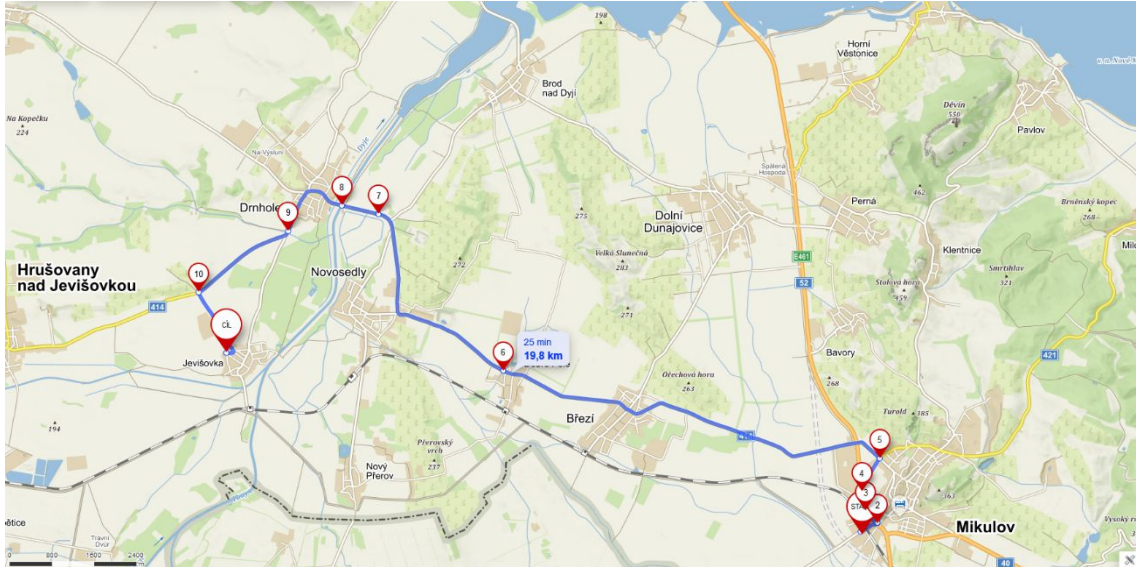 198
Horní
Věstonice
Brod
nad Dyjí
Děvín
550
Pavlov
Na Kopečku
224
Na Výsluní
Dyje
Spálená
Hospoda
8
7
462
Drnholec
9
275
Dolní
Dunajovice
Perná
Brněnský kopec
268
Klentnice
Velká Slunečná
283
E461
272
Hrušovany
nad Jevišovkou
Novosedly
10
52
Stolová hora
459
Smrtihlav
321
414
271
CÍL
25 min
19,8 km
Jevišovka
6
Bavory
421
268
Ořechová hora
263
Turold
385
194
Březí
Přerovský
vrch
237
5
Nový
Přerov
4
3
363
2
Mikulov
Travní
Dvůr
40
0
800
1600